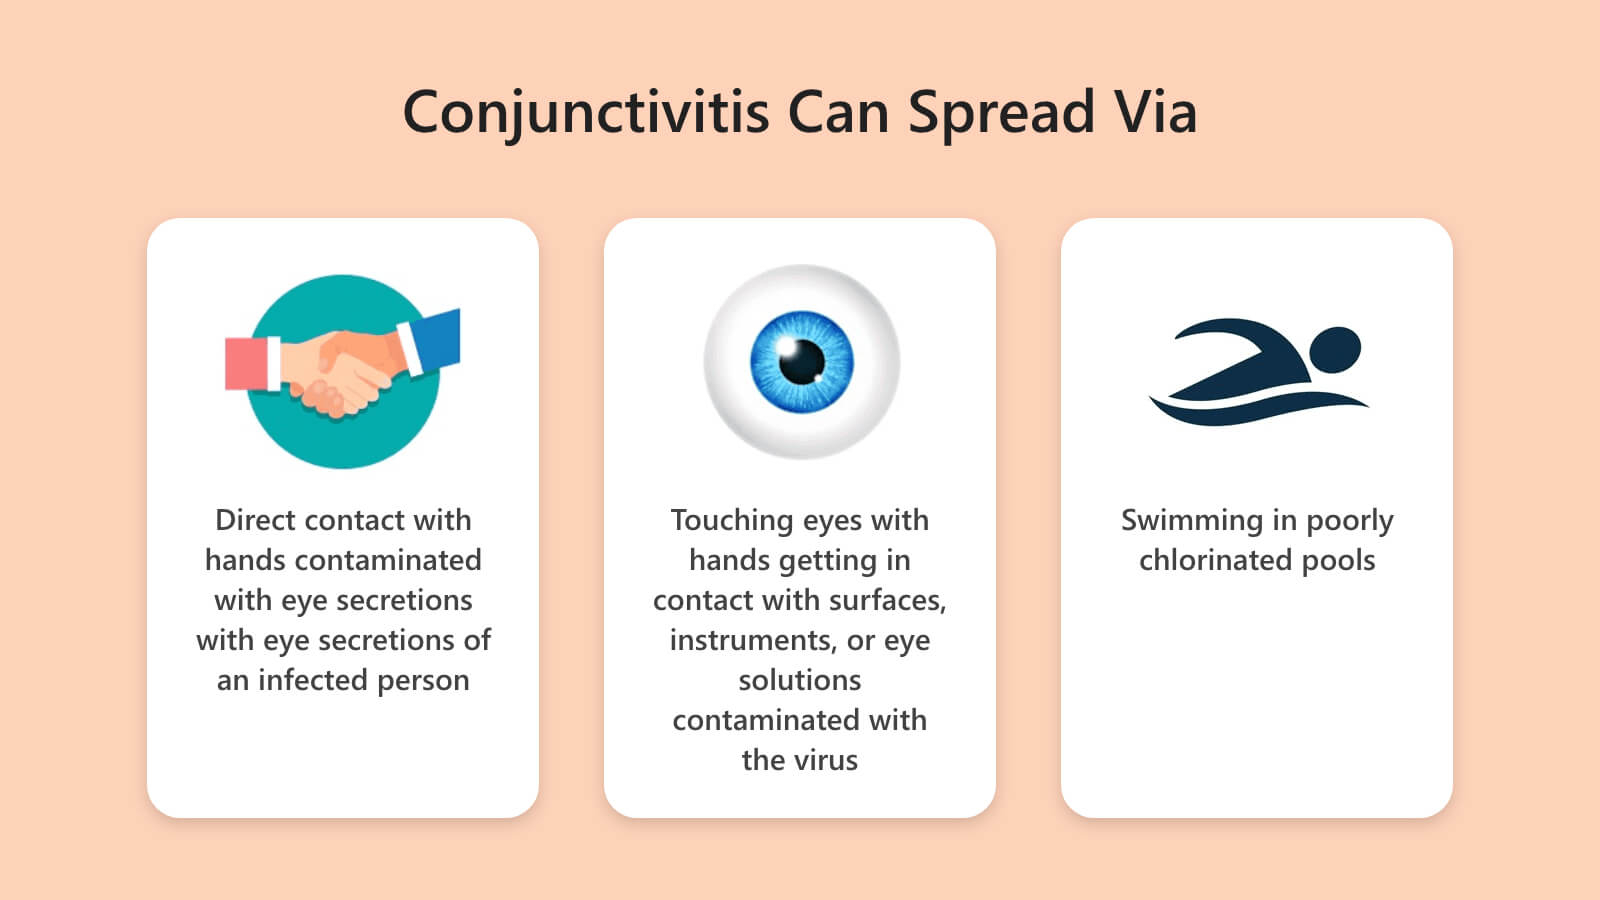 Conjunctivitis Can Spread Via
Direct contact with
hands contaminated
with eye secretions
with eye secretions of
an infected person
Touching eyes with
hands getting in
contact with surfaces,
instruments, or eye
solutions
contaminated with
the virus
Swimming in poorly
chlorinated pools